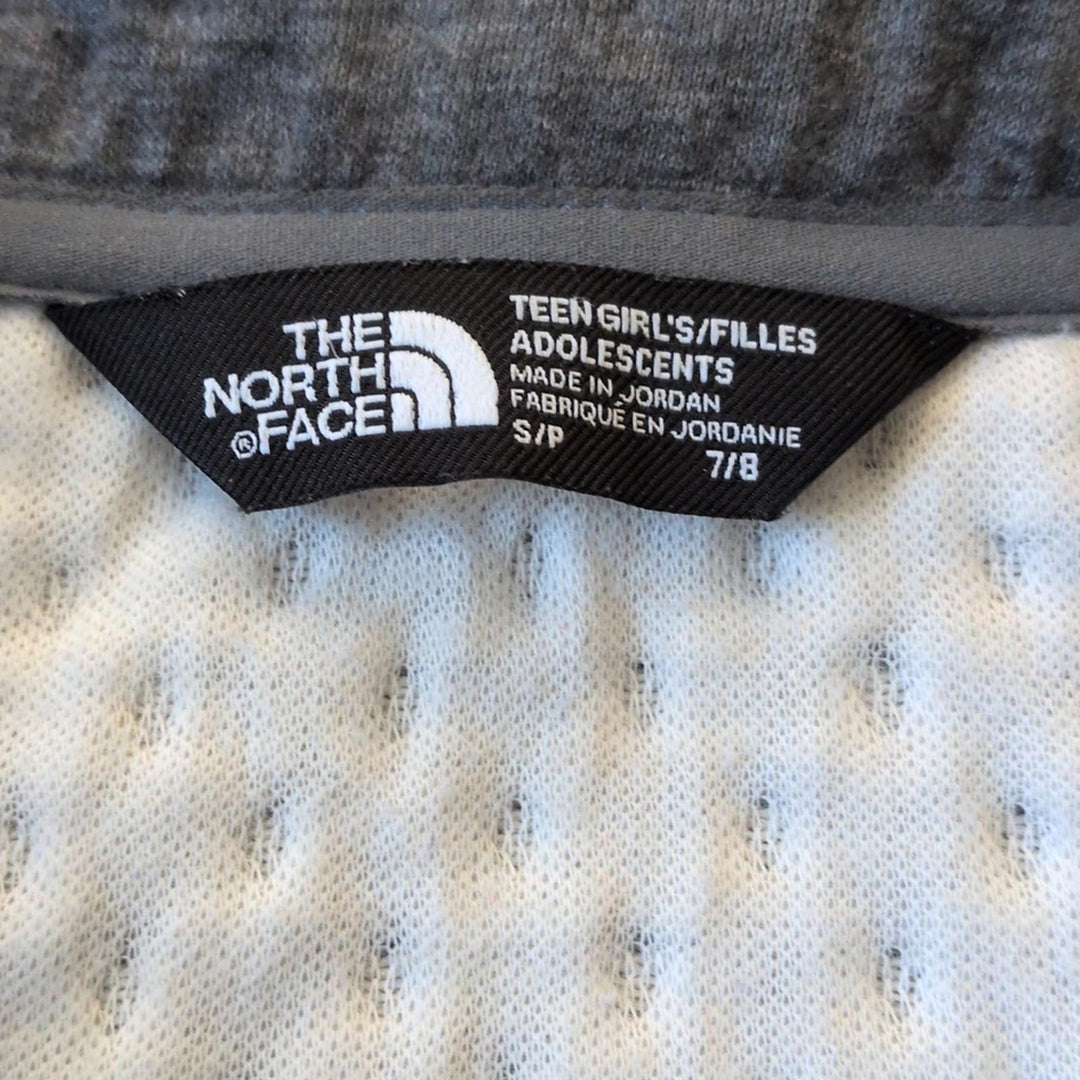 THE
NORTH
®FACE
TEEN GIRL'S/FILLES
ADOLESCENTS
MADE IN JORDAN
FABRIQUÉ EN JORDANIE
S/P 7/8